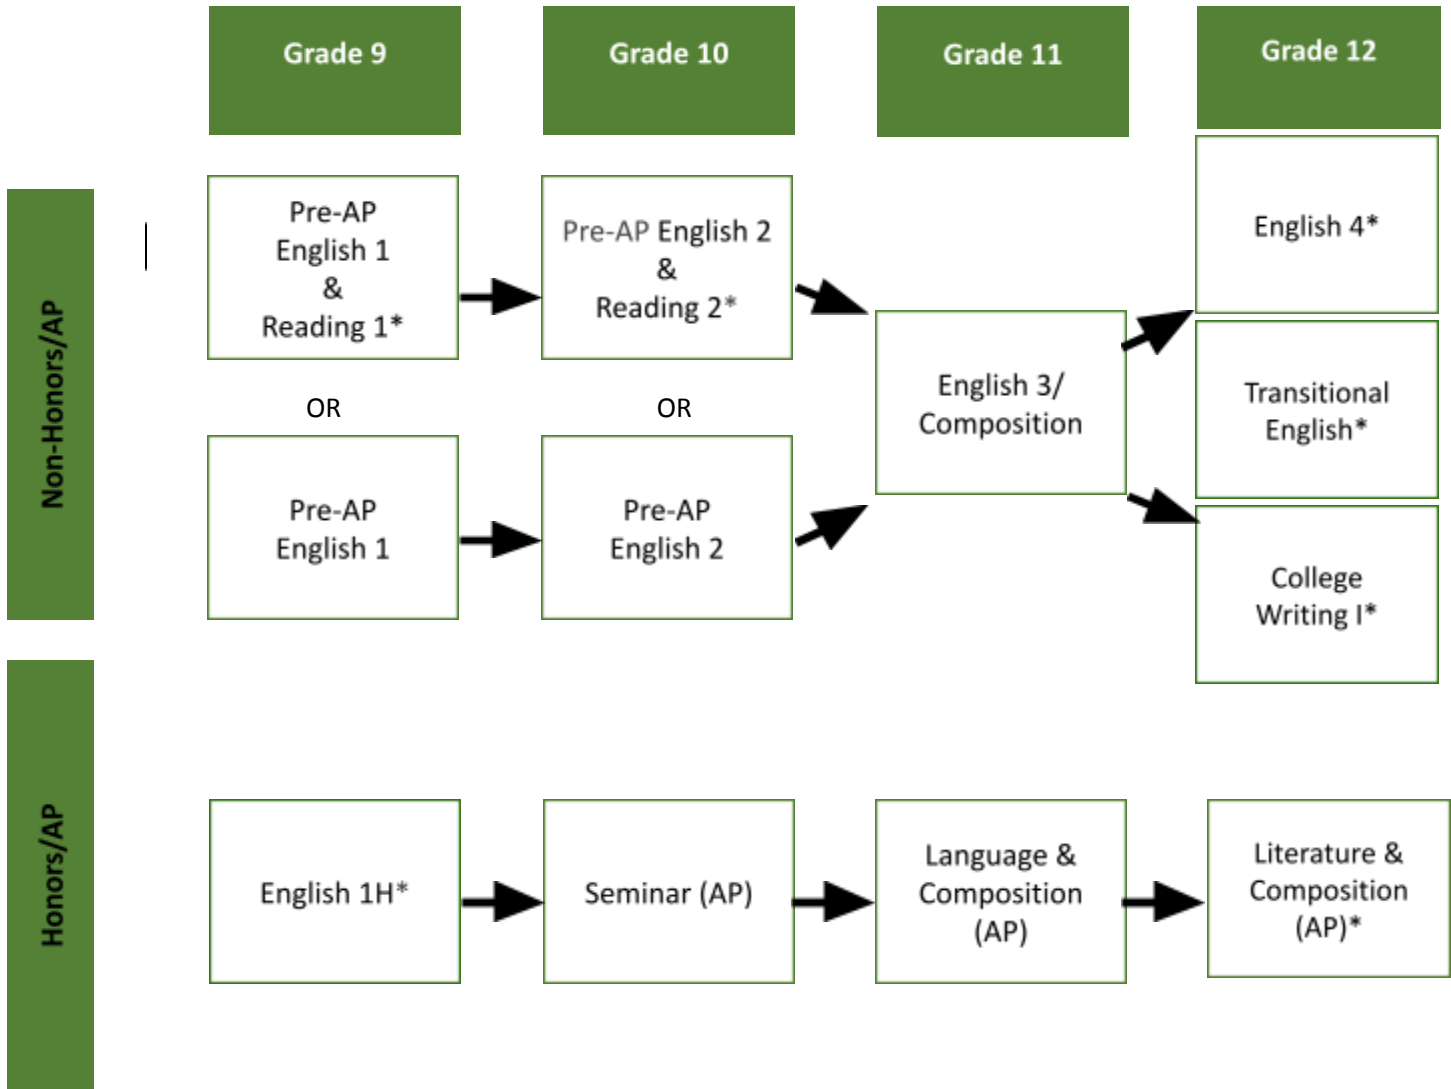 Grade 9
Grade 10
Grade 11
Grade 12
Non-Honors/AP
Pre-AP
English 1
&
Reading 1*
OR
Pre-AP
English 1
Pre-AP English 2
&
Reading 2*
OR
Pre-AP
English 2
English 3/
Composition
English 4*
Transitional
English*
College
Writing I*
Honors/AP
English 1H*
Seminar (AP)
Language &
Composition
(AP)
Literature &
Composition
(AP)*